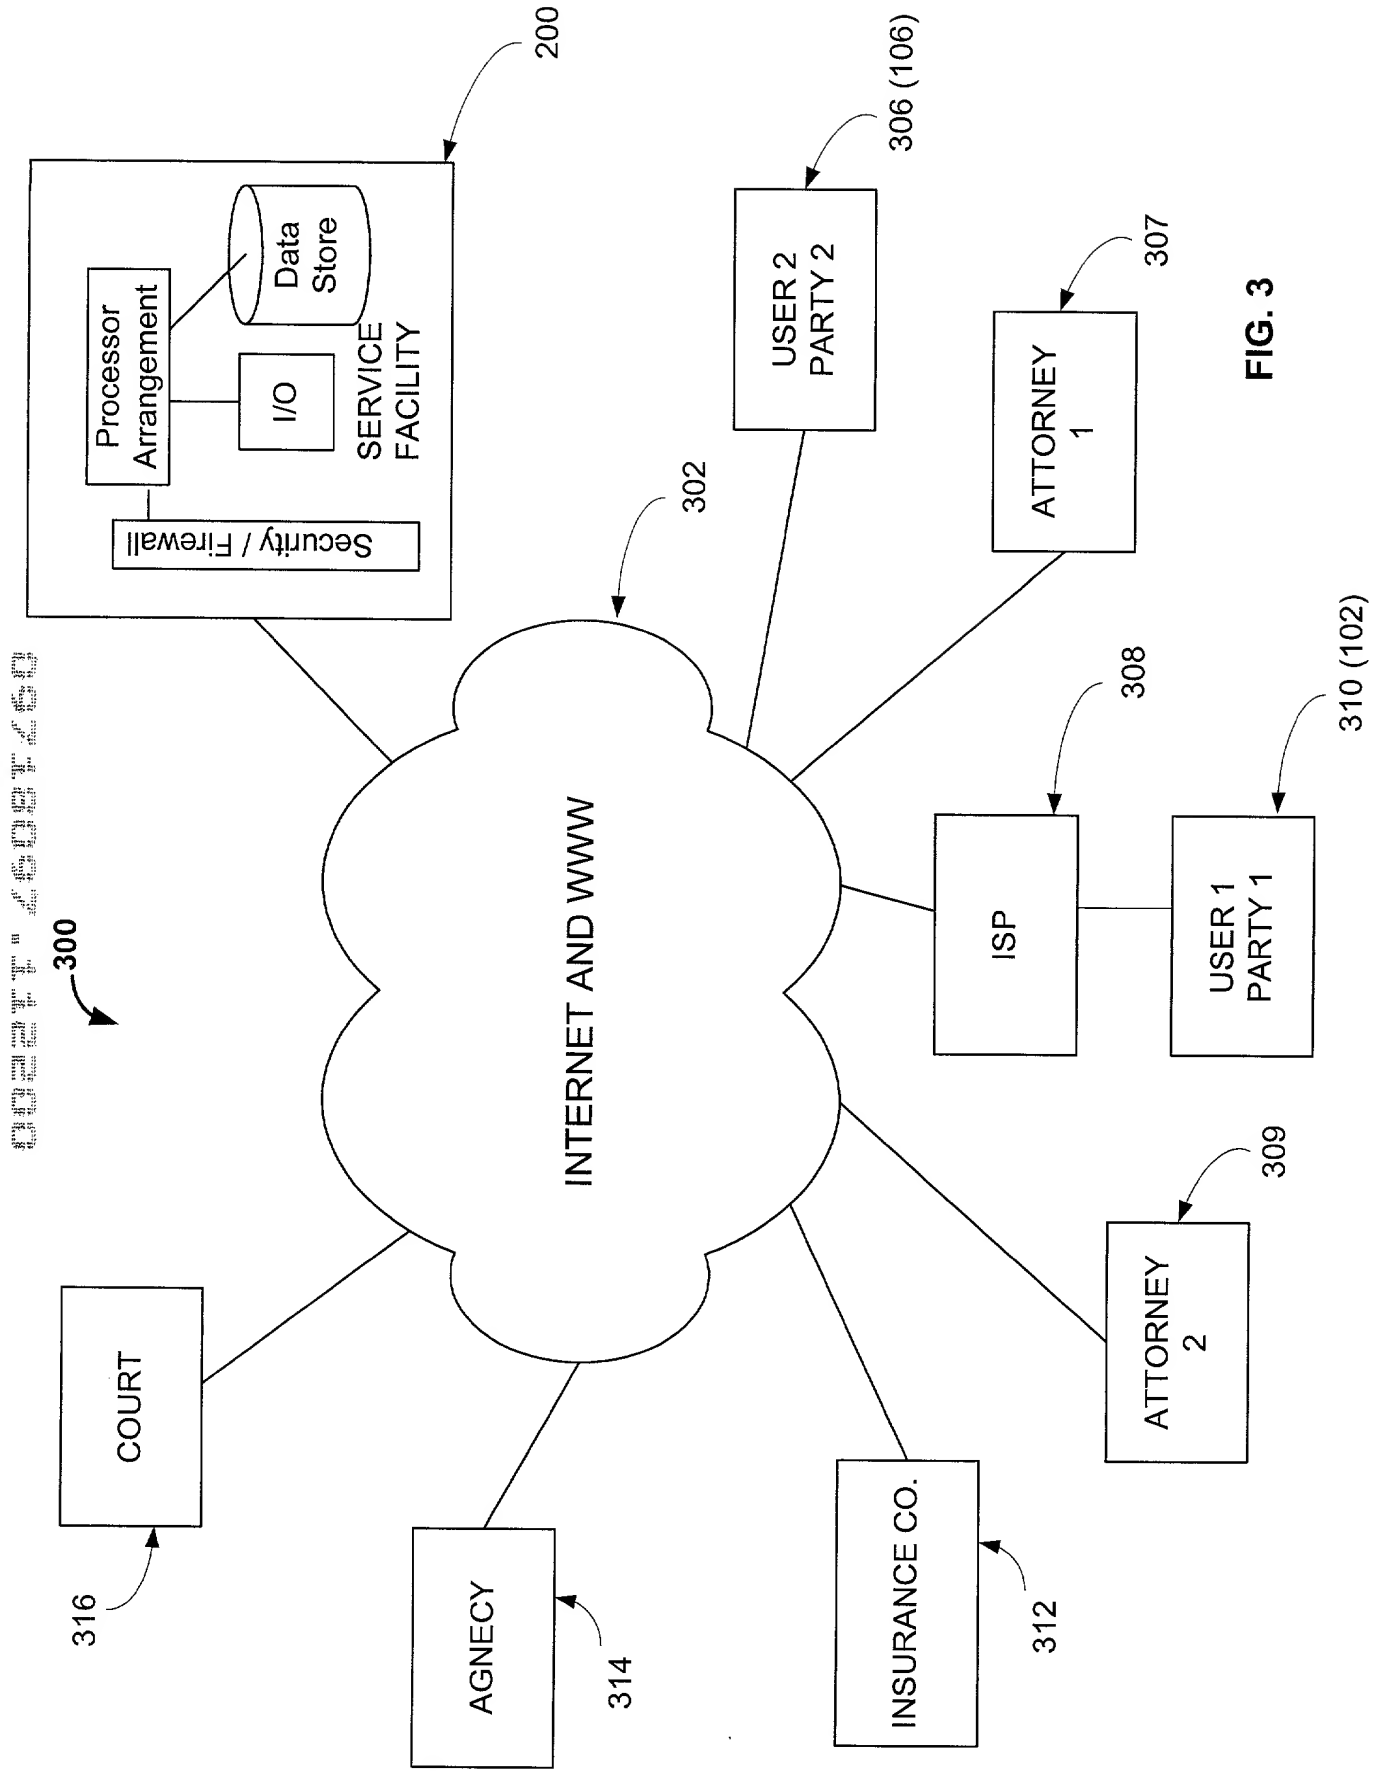 300
316
COURT
200
Security / Firewall
Processor
Arrangement
I/O
Data
Store
SERVICE
FACILITY
314
AGNECY
INTERNET AND WWW
302
312
INSURANCE CO.
USER 2
PARTY 2
306 (106)
ATTORNEY
1
307
ISP
308
ATTORNEY
2
309
USER 1
PARTY 1
310 (102)
FIG. 3